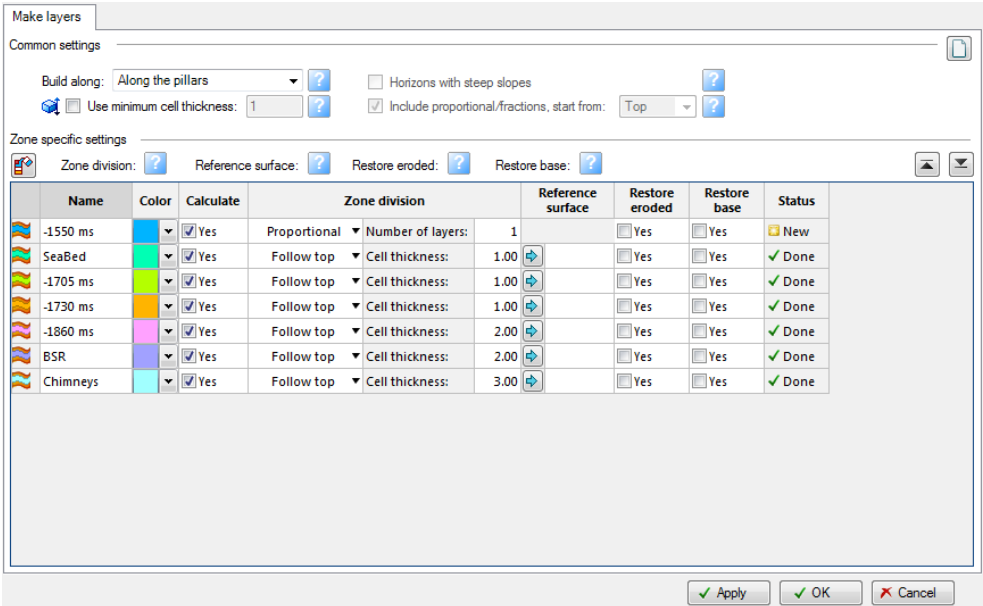 Make layers
Common settings
Build along: Along the pillars ? Horizons with steep slopes ?
Use minimum cell thickness: 1 ? Include proportional/fractions, start from: Top ?
Zone specific settings
Zone division: ? Reference surface: ? Restore eroded: ? Restore base: ?
Name Color Calculate Zone division Reference surface Restore eroded Restore base Status
-1550 ms Yes Proportional Number of layers: 1 Yes Yes New
SeaBed Yes Follow top Cell thickness: 1.00 Yes Yes Done
-1705 ms Yes Follow top Cell thickness: 1.00 Yes Yes Done
-1730 ms Yes Follow top Cell thickness: 1.00 Yes Yes Done
-1860 ms Yes Follow top Cell thickness: 2.00 Yes Yes Done
BSR Yes Follow top Cell thickness: 2.00 Yes Yes Done
Chimneys Yes Follow top Cell thickness: 3.00 Yes Yes Done
Apply OK Cancel